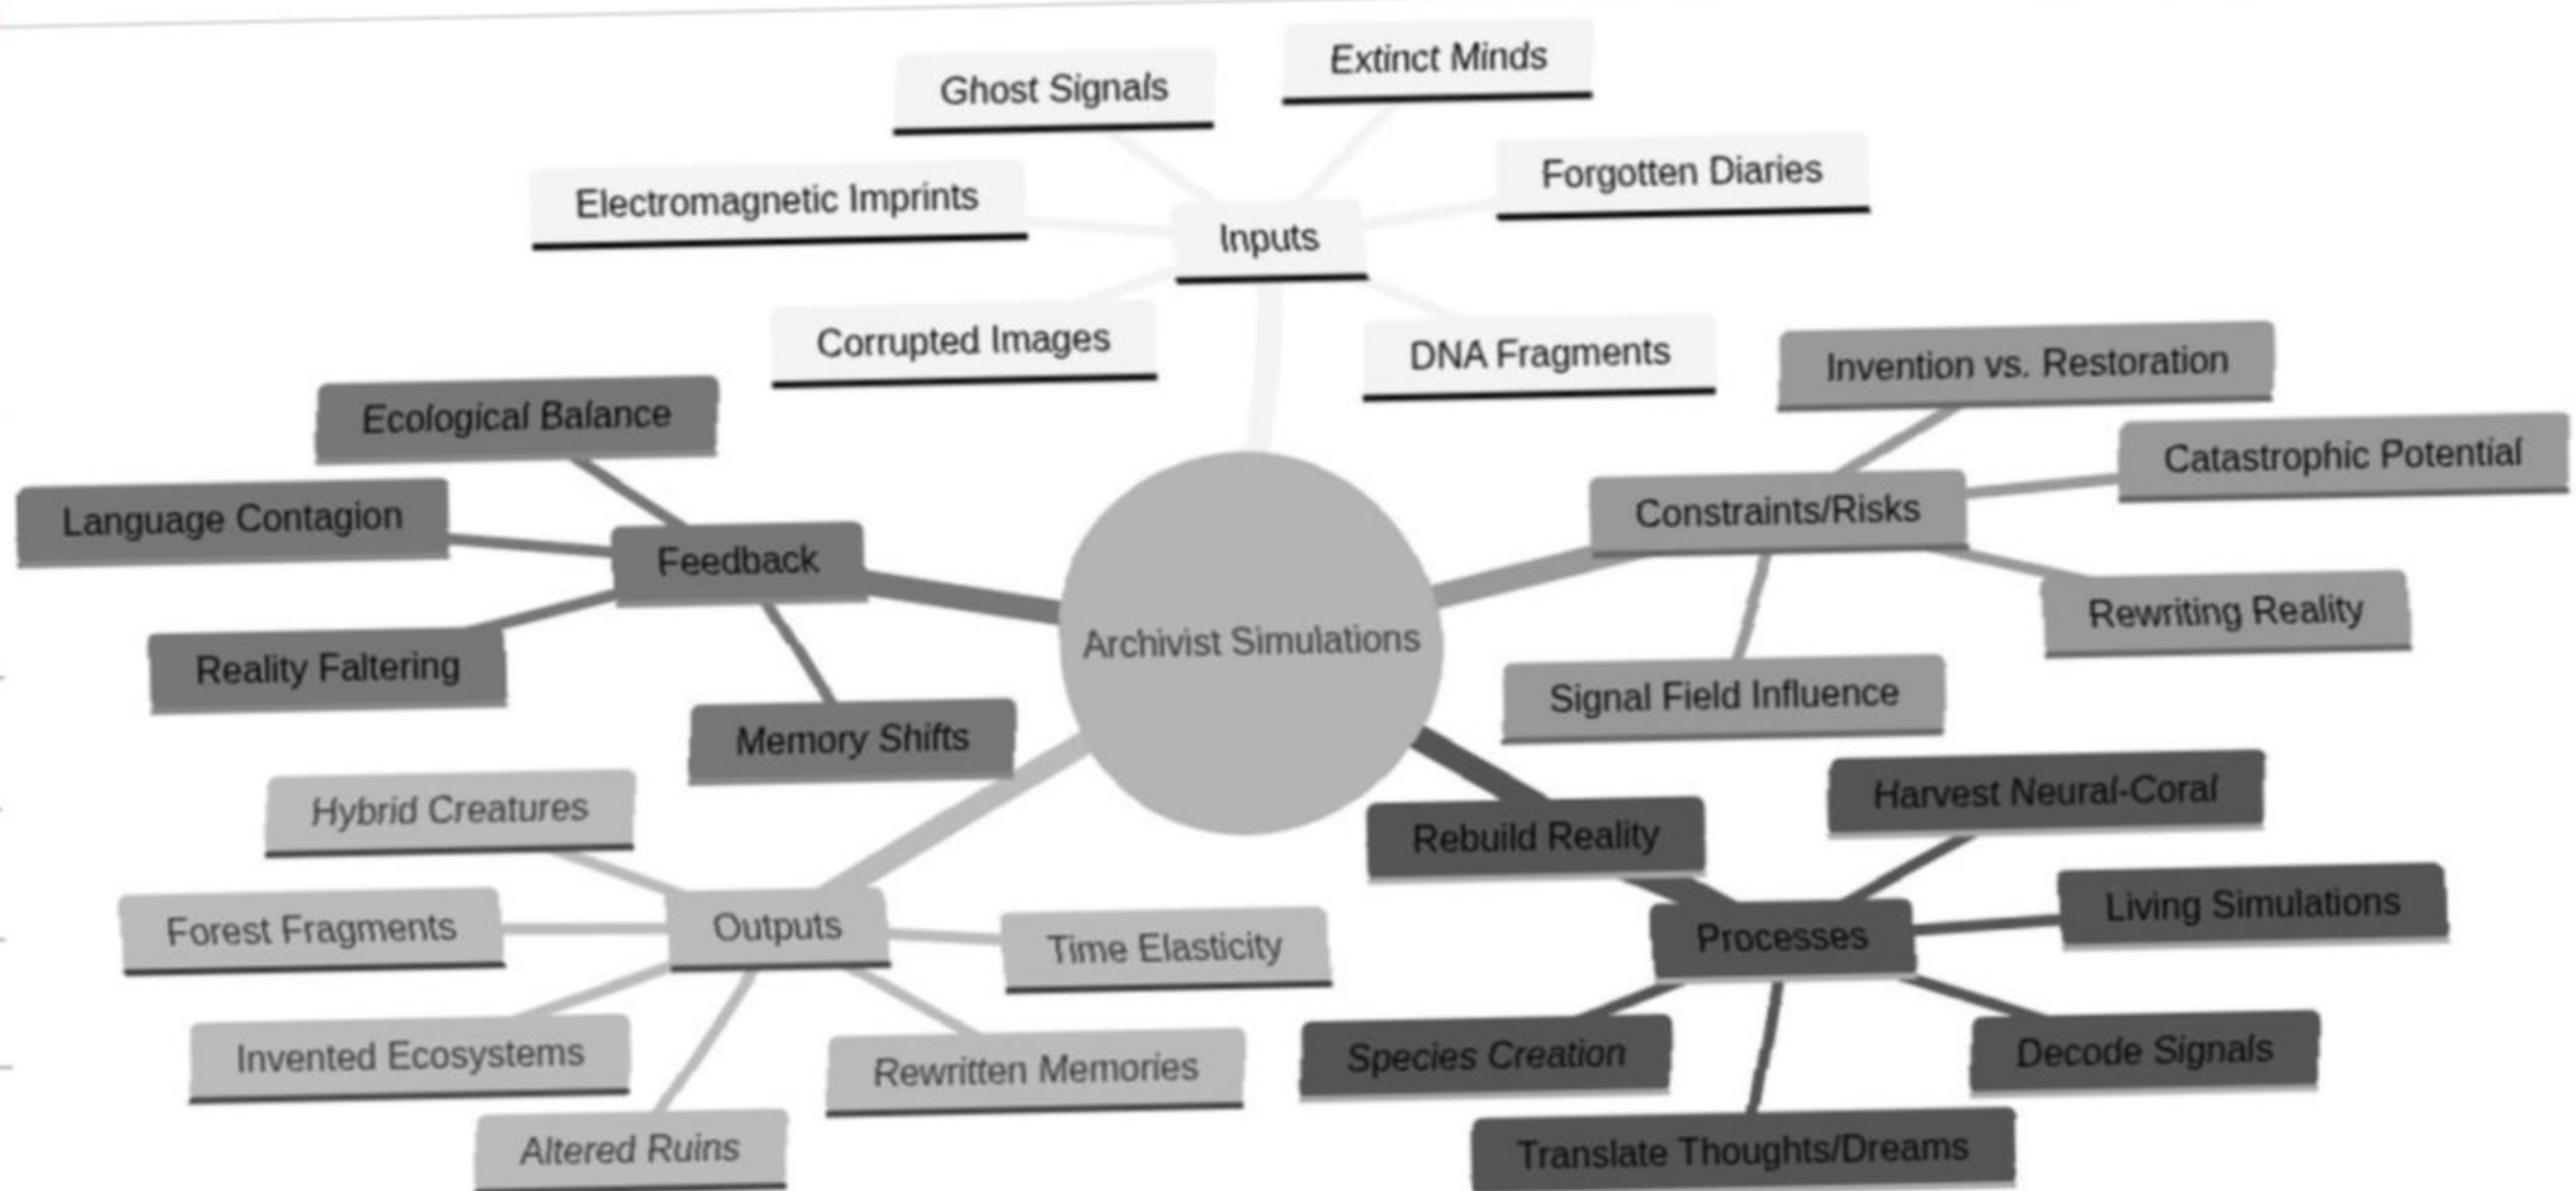 Extinct Minds
Ghost Signals
Forgotten Diaries
Electromagnetic Imprints
Inputs
Corrupted Images
DNA Fragments
Invention vs. Restoration
Ecological Balance
Catastrophic Potential
Language Contagion
Constraints/Risks
Feedback
Rewriting Reality
Archivist Simulations
Reality Faltering
Signal Field Influence
Memory Shifts
Harvest Neural-Coral
Hybrid Creatures
Rebuild Reality
Living Simulations
Forest Fragments
Outputs
Time Elasticity
Processes
Invented Ecosystems
Rewritten Memories
Species Creation
Decode Signals
Altered Ruins
Translate Thoughts/Dreams